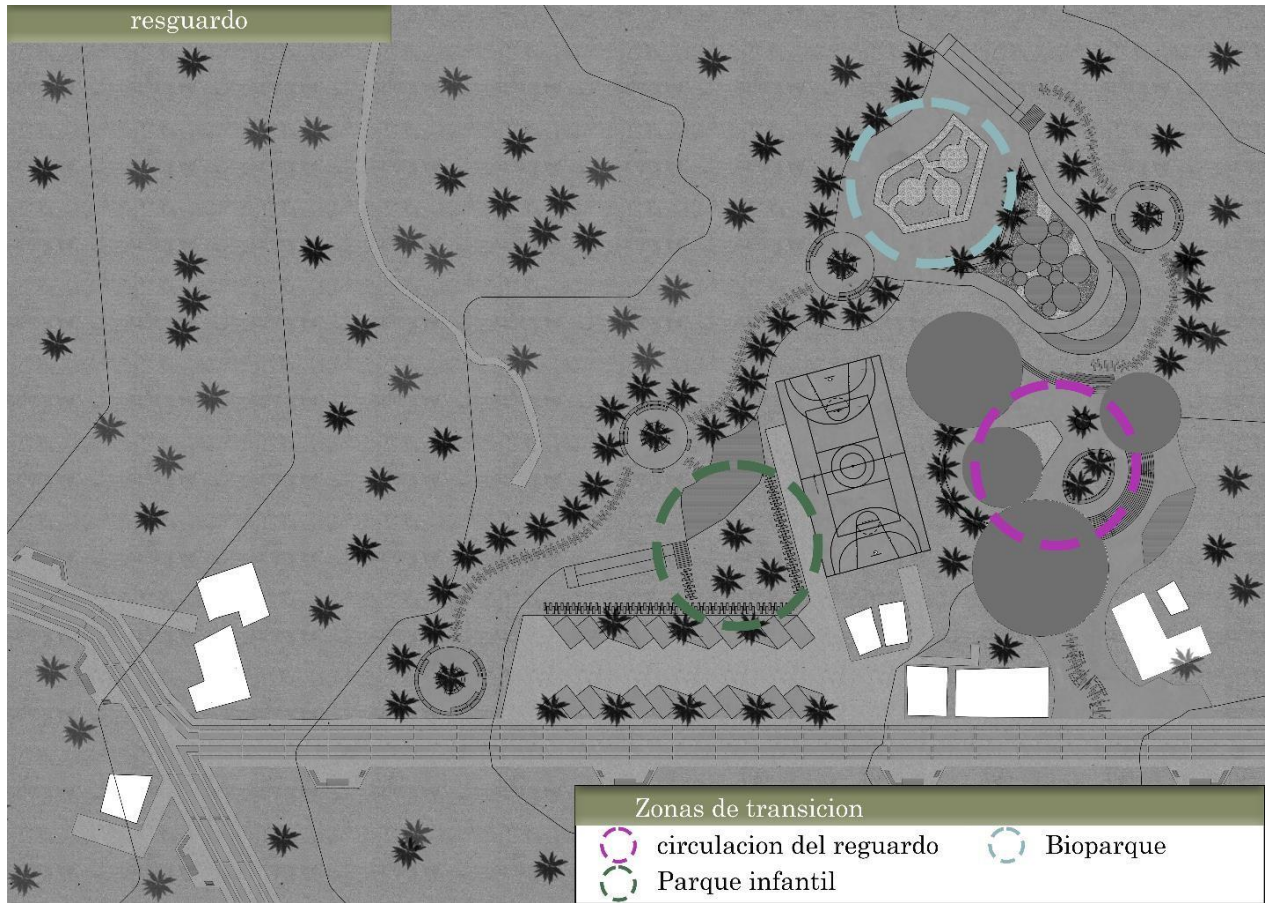 resguardo
Zonas de transicion
circulacion del reguardo
Bioparque
Parque infantil